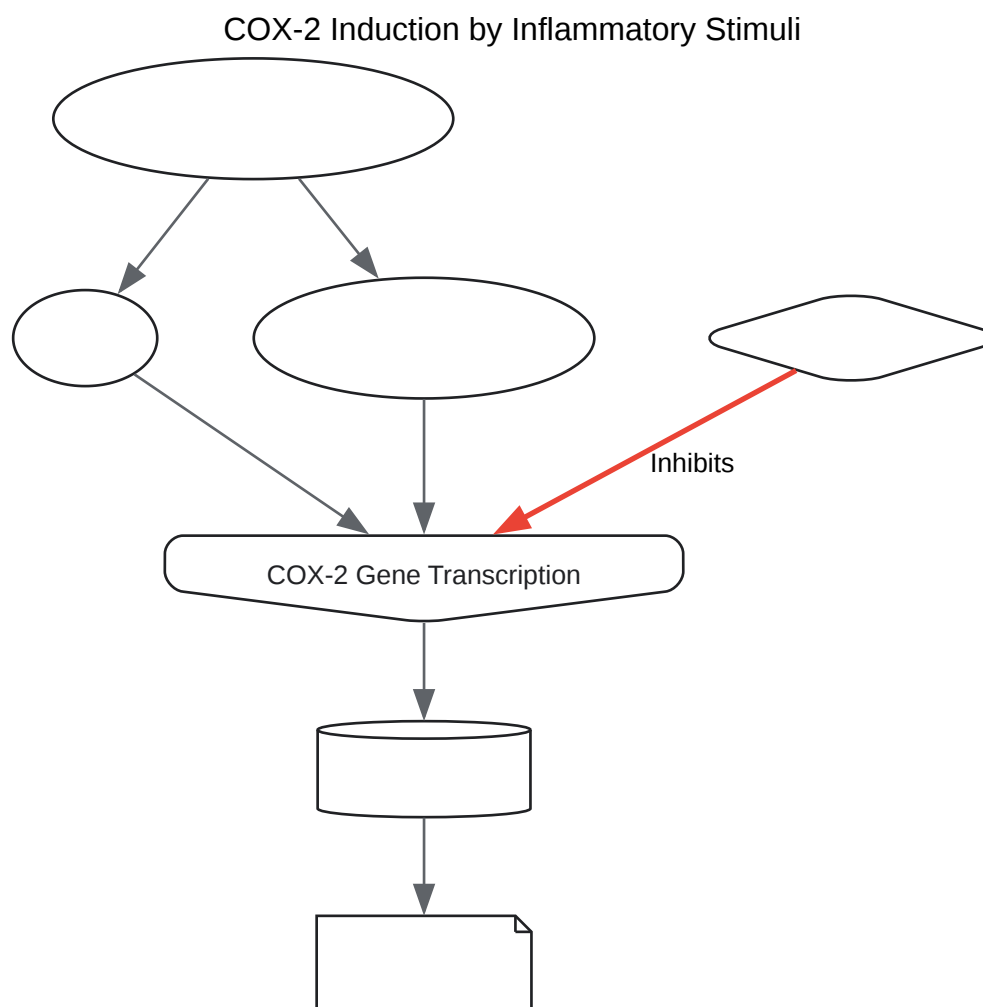 COX-2 Induction by Inflammatory Stimuli
Inhibits
COX-2 Gene Transcription